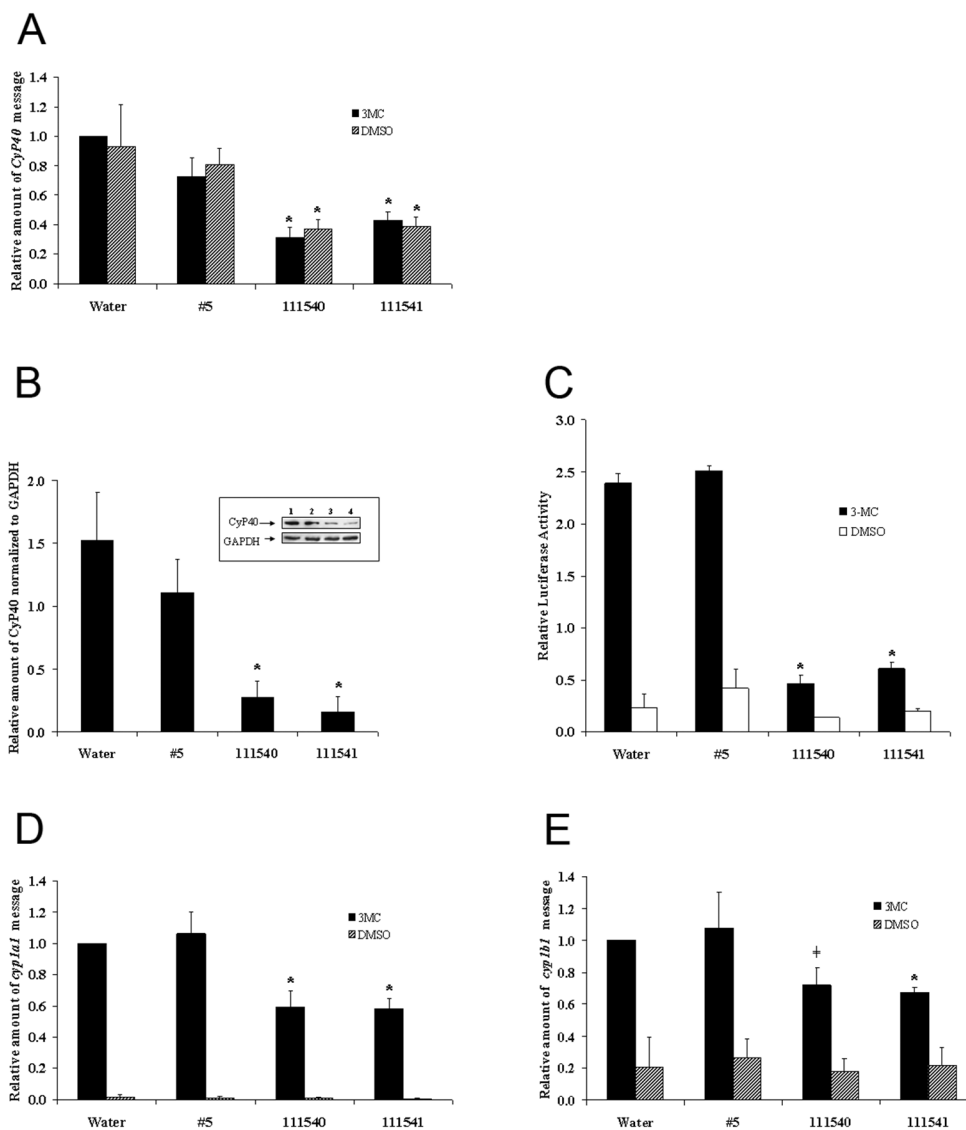 A
Relative amount of CyP40 message
1.4
1.2
1.0
0.8
0.6
0.4
0.2
0.0
3MC
DMSO
* * * *
Water #5 111540 111541
B
Relative amount of CyP40 normalized to GAPDH
2.0
1.5
1.0
0.5
0.0
1 2 3 4
CyP40
GAPDH
* *
Water #5 111540 111541
C
Relative Luciferase Activity
3.0
2.5
2.0
1.5
1.0
0.5
0.0
3-MC
DMSO
* *
Water #5 111540 111541
D
Relative amount of cyp1a1 message
1.4
1.2
1.0
0.8
0.6
0.4
0.2
0.0
3MC
DMSO
* *
Water #5 111540 111541
E
Relative amount of cyp1b1 message
1.4
1.2
1.0
0.8
0.6
0.4
0.2
0.0
3MC
DMSO
ǂ *
Water #5 111540 111541